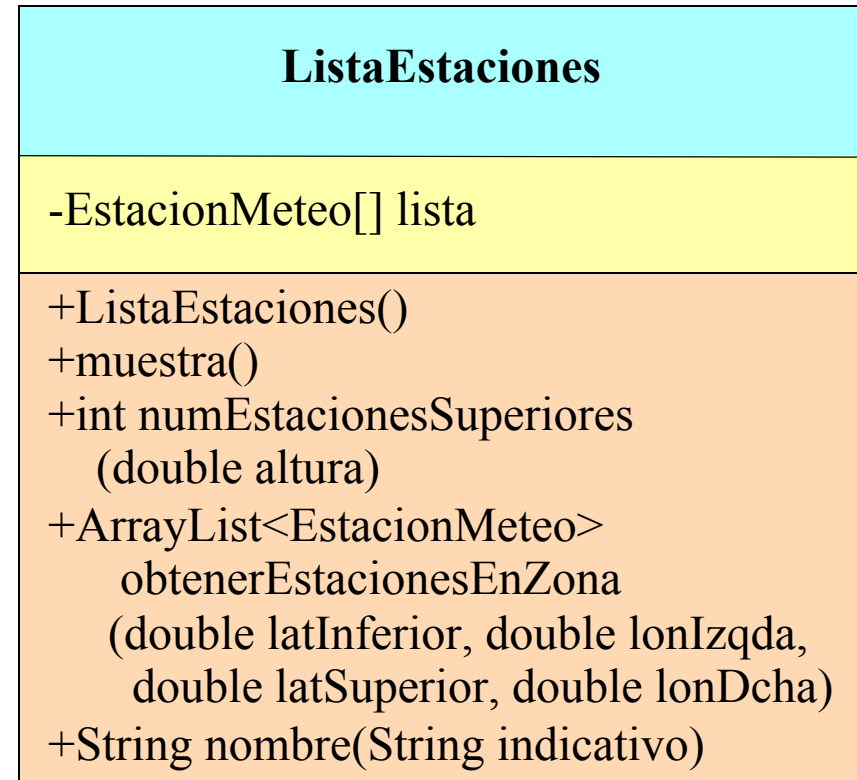 ListaEstaciones
-EstacionMeteo[] lista
+ListaEstaciones()
+muestra()
+int numEstacionesSuperiores
(double altura)
+ArrayList<EstacionMeteo>
obtenerEstacionesEnZona
(double latInferior, double lonIzqda,
double latSuperior, double lonDcha)
+String nombre(String indicativo)